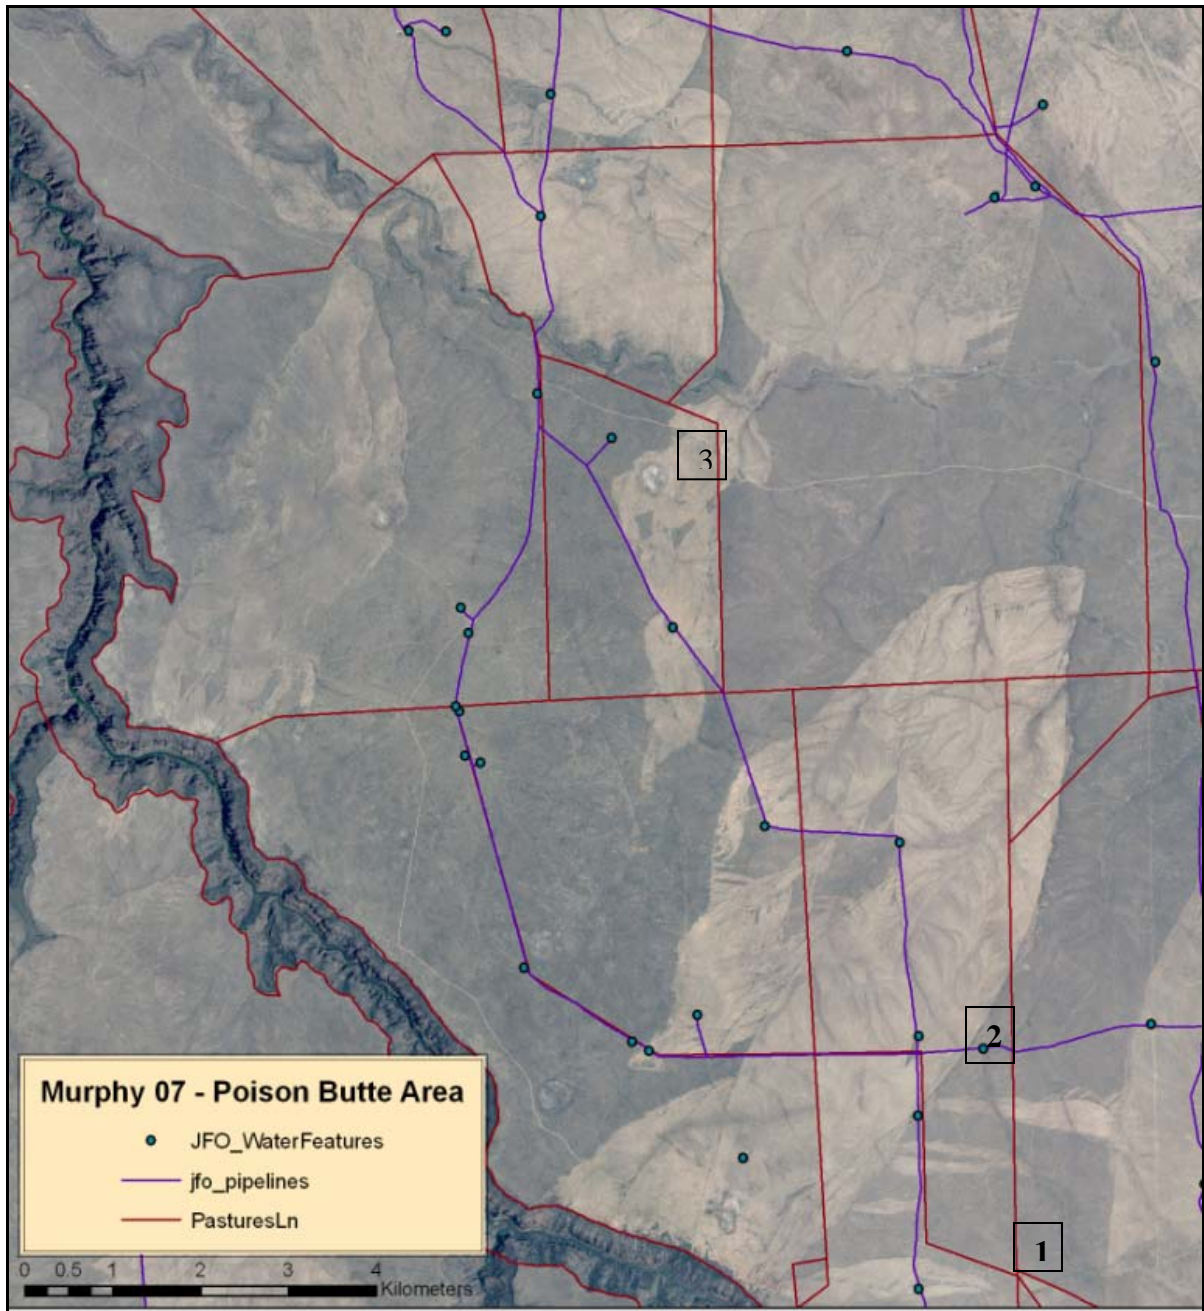 3
2
Murphy 07 - Poison Butte Area
JFO_WaterFeatures
jfo_pipelines
PasturesLn
1
0 0.5 1 2 3 4
Kilometers